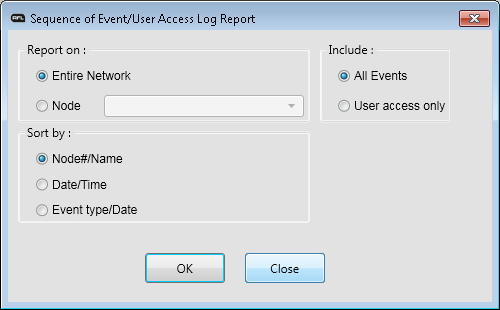 AFL Sequence of Event/User Access Log Report
Report on :
Entire Network
Node
Include :
All Events
User access only
Sort by :
Node#/Name
Date/Time
Event type/Date
OK Close